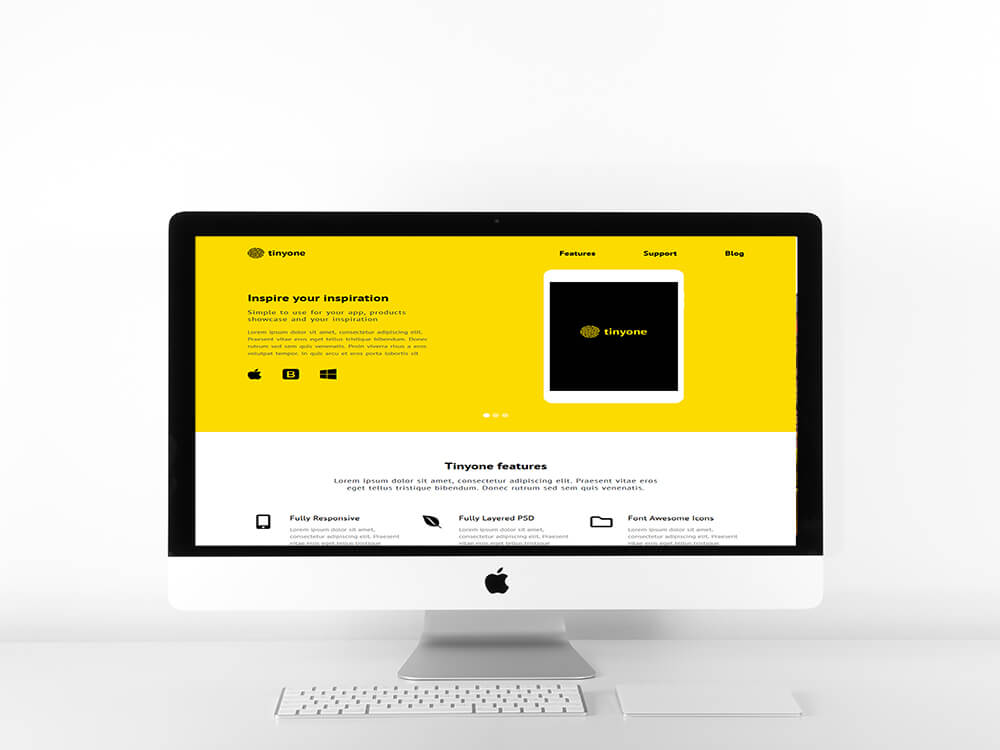 tinyone
Features Support Blog
Inspire your inspiration
Simple to use for your app, products
showcase and your inspiration
Lorem ipsum dolor sit amet, consectetur adipiscing elit.
Praesent vitae eros eget tellus tristique bibendum. Donec
rutrum sed sem quis venenatis. Proin viverra risus a eros
volutpat tempor. In quis arcu et eros porta lobortis sit
tinyone
Tinyone features
Lorem ipsum dolor sit amet, consectetur adipiscing elit. Praesent vitae eros
eget tellus tristique bibendum. Donec rutrum sed sem quis venenatis.
Fully Responsive
Lorem ipsum dolor sit amet,
consectetur adipiscing elit. Praesent
vitae eros eget tellus tristique
Fully Layered PSD
Lorem ipsum dolor sit amet,
consectetur adipiscing elit. Praesent
vitae eros eget tellus tristique
Font Awesome Icons
Lorem ipsum dolor sit amet,
consectetur adipiscing elit. Praesent
vitae eros eget tellus tristique